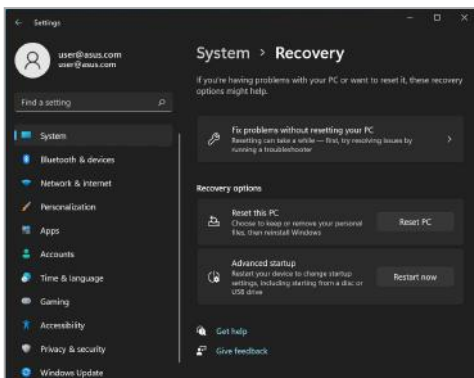 Settings
user@asus.com
user@asus.com
Find a setting
System
Bluetooth & devices
Network & internet
Personalization
Apps
Accounts
Time & language
Gaming
Accessibility
Privacy & security
Windows Update
System > Recovery
If you're having problems with your PC or want to reset it, these recovery
options might help.
Fix problems without resetting your PC
Resetting can take a while — first, try resolving issues by
running a troubleshooter
Recovery options
Reset this PC
Choose to keep or remove your personal
files, then reinstall Windows
Reset PC
Advanced startup
Restart your device to change startup
settings, including starting from a disc or
USB drive
Restart now
Get help
Give feedback